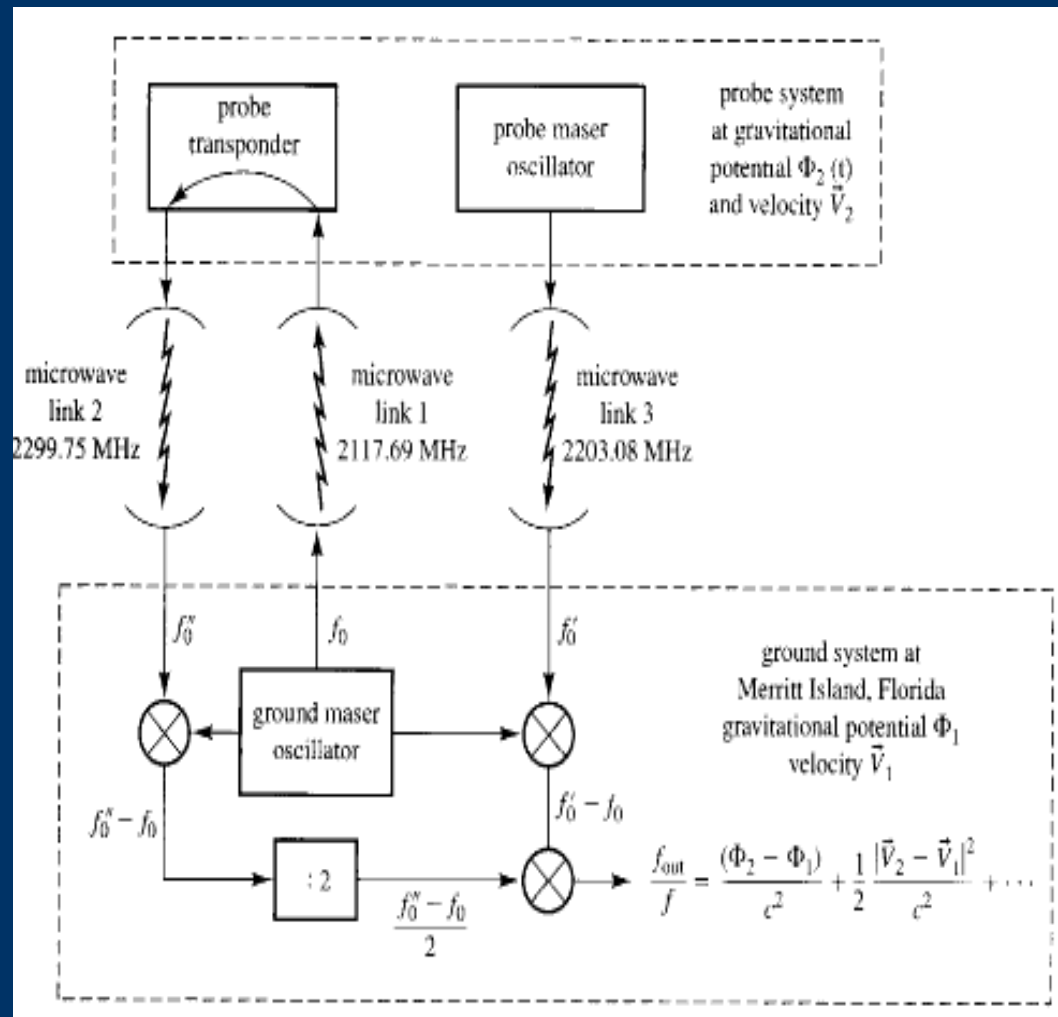 probe
transponder
probe maser
oscillator
probe system
at gravitational
potential Φ₂ (t)
and velocity V⃗₂
microwave
link 2
2299.75 MHz
microwave
link 1
2117.69 MHz
microwave
link 3
2203.08 MHz
f₀″
f₀
f₀′
ground maser
oscillator
ground system at
Merritt Island, Florida
gravitational potential Φ₁
velocity V⃗₁
f₀″ − f₀
f₀′ − f₀
: 2
(f₀″ − f₀)/2
f_out/f = (Φ₂ − Φ₁)/c² + 1/2 |V⃗₂ − V⃗₁|²/c² + ⋯